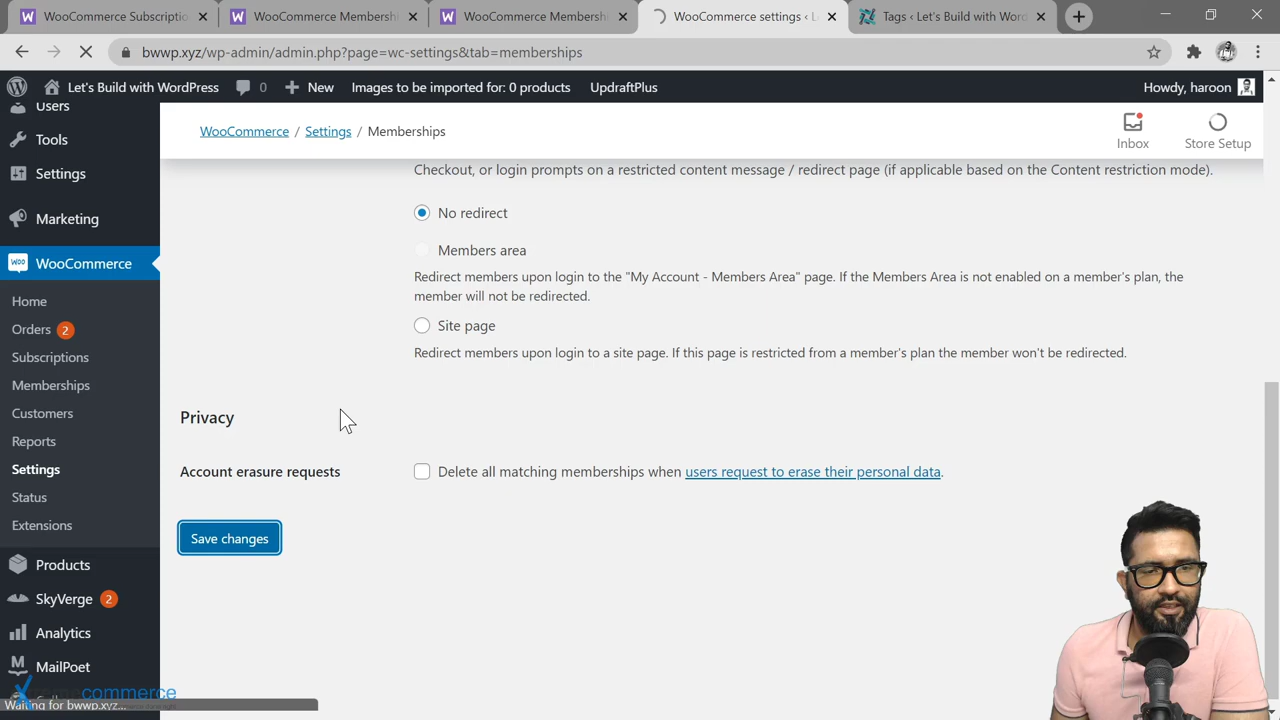 WooCommerce Subscriptio
WooCommerce Membersh
WooCommerce Membersh
WooCommerce settings ‹ L
Tags ‹ Let's Build with Word
bwwp.xyz/wp-admin/admin.php?page=wc-settings&tab=memberships
Let's Build with WordPress 0 New Images to be imported for: 0 products UpdraftPlus Howdy, haroon
Users
Tools
Settings
Marketing
WooCommerce
Home
Orders 2
Subscriptions
Memberships
Customers
Reports
Settings
Status
Extensions
Products
SkyVerge 2
Analytics
MailPoet
WooCommerce / Settings / Memberships
Inbox
Store Setup
Checkout, or login prompts on a restricted content message / redirect page (if applicable based on the Content restriction mode).
No redirect
Members area
Redirect members upon login to the "My Account - Members Area" page. If the Members Area is not enabled on a member's plan, the
member will not be redirected.
Site page
Redirect members upon login to a site page. If this page is restricted from a member's plan the member won't be redirected.
Privacy
Account erasure requests
Delete all matching memberships when users request to erase their personal data.
Save changes
Waiting for bwwp.xyz...